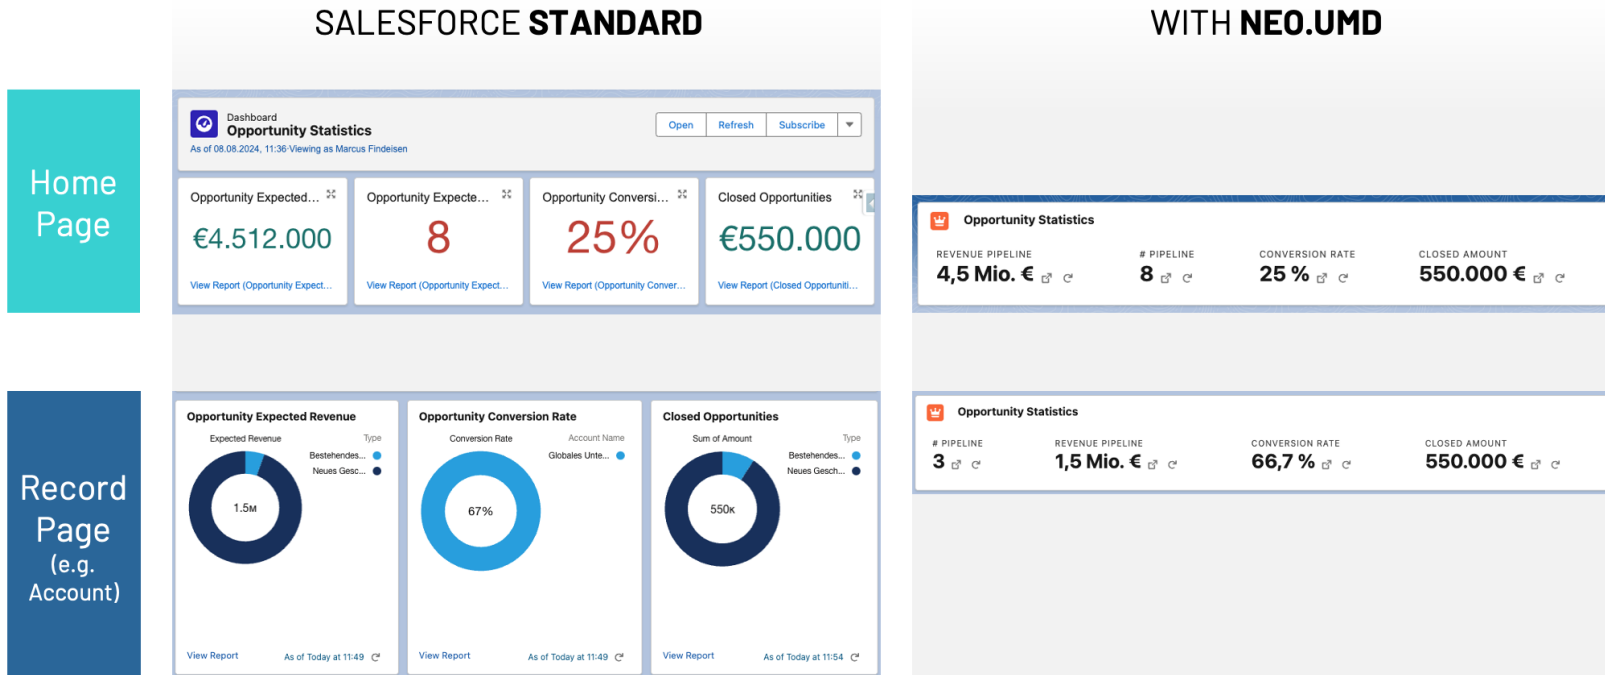 SALESFORCE STANDARD
WITH NEO.UMD
Home
Page
Dashboard
Opportunity Statistics
As of 08.08.2024, 11:36·Viewing as Marcus Findeisen
Open Refresh Subscribe
Opportunity Expected...
€4.512.000
View Report (Opportunity Expect...
Opportunity Expecte...
8
View Report (Opportunity Expect...
Opportunity Conversi...
25%
View Report (Opportunity Conver...
Closed Opportunities
€550.000
View Report (Closed Opportuniti...
Opportunity Statistics
REVENUE PIPELINE
4,5 Mio. €
# PIPELINE
8
CONVERSION RATE
25 %
CLOSED AMOUNT
550.000 €
Record
Page
(e.g.
Account)
Opportunity Expected Revenue
Expected Revenue
Type
Bestehendes...
Neues Gesc...
1.5M
View Report
As of Today at 11:49
Opportunity Conversion Rate
Conversion Rate
Account Name
Globales Unte...
67%
View Report
As of Today at 11:49
Closed Opportunities
Sum of Amount
Type
Bestehendes...
Neues Gesch...
550K
View Report
As of Today at 11:54
Opportunity Statistics
# PIPELINE
3
REVENUE PIPELINE
1,5 Mio. €
CONVERSION RATE
66,7 %
CLOSED AMOUNT
550.000 €